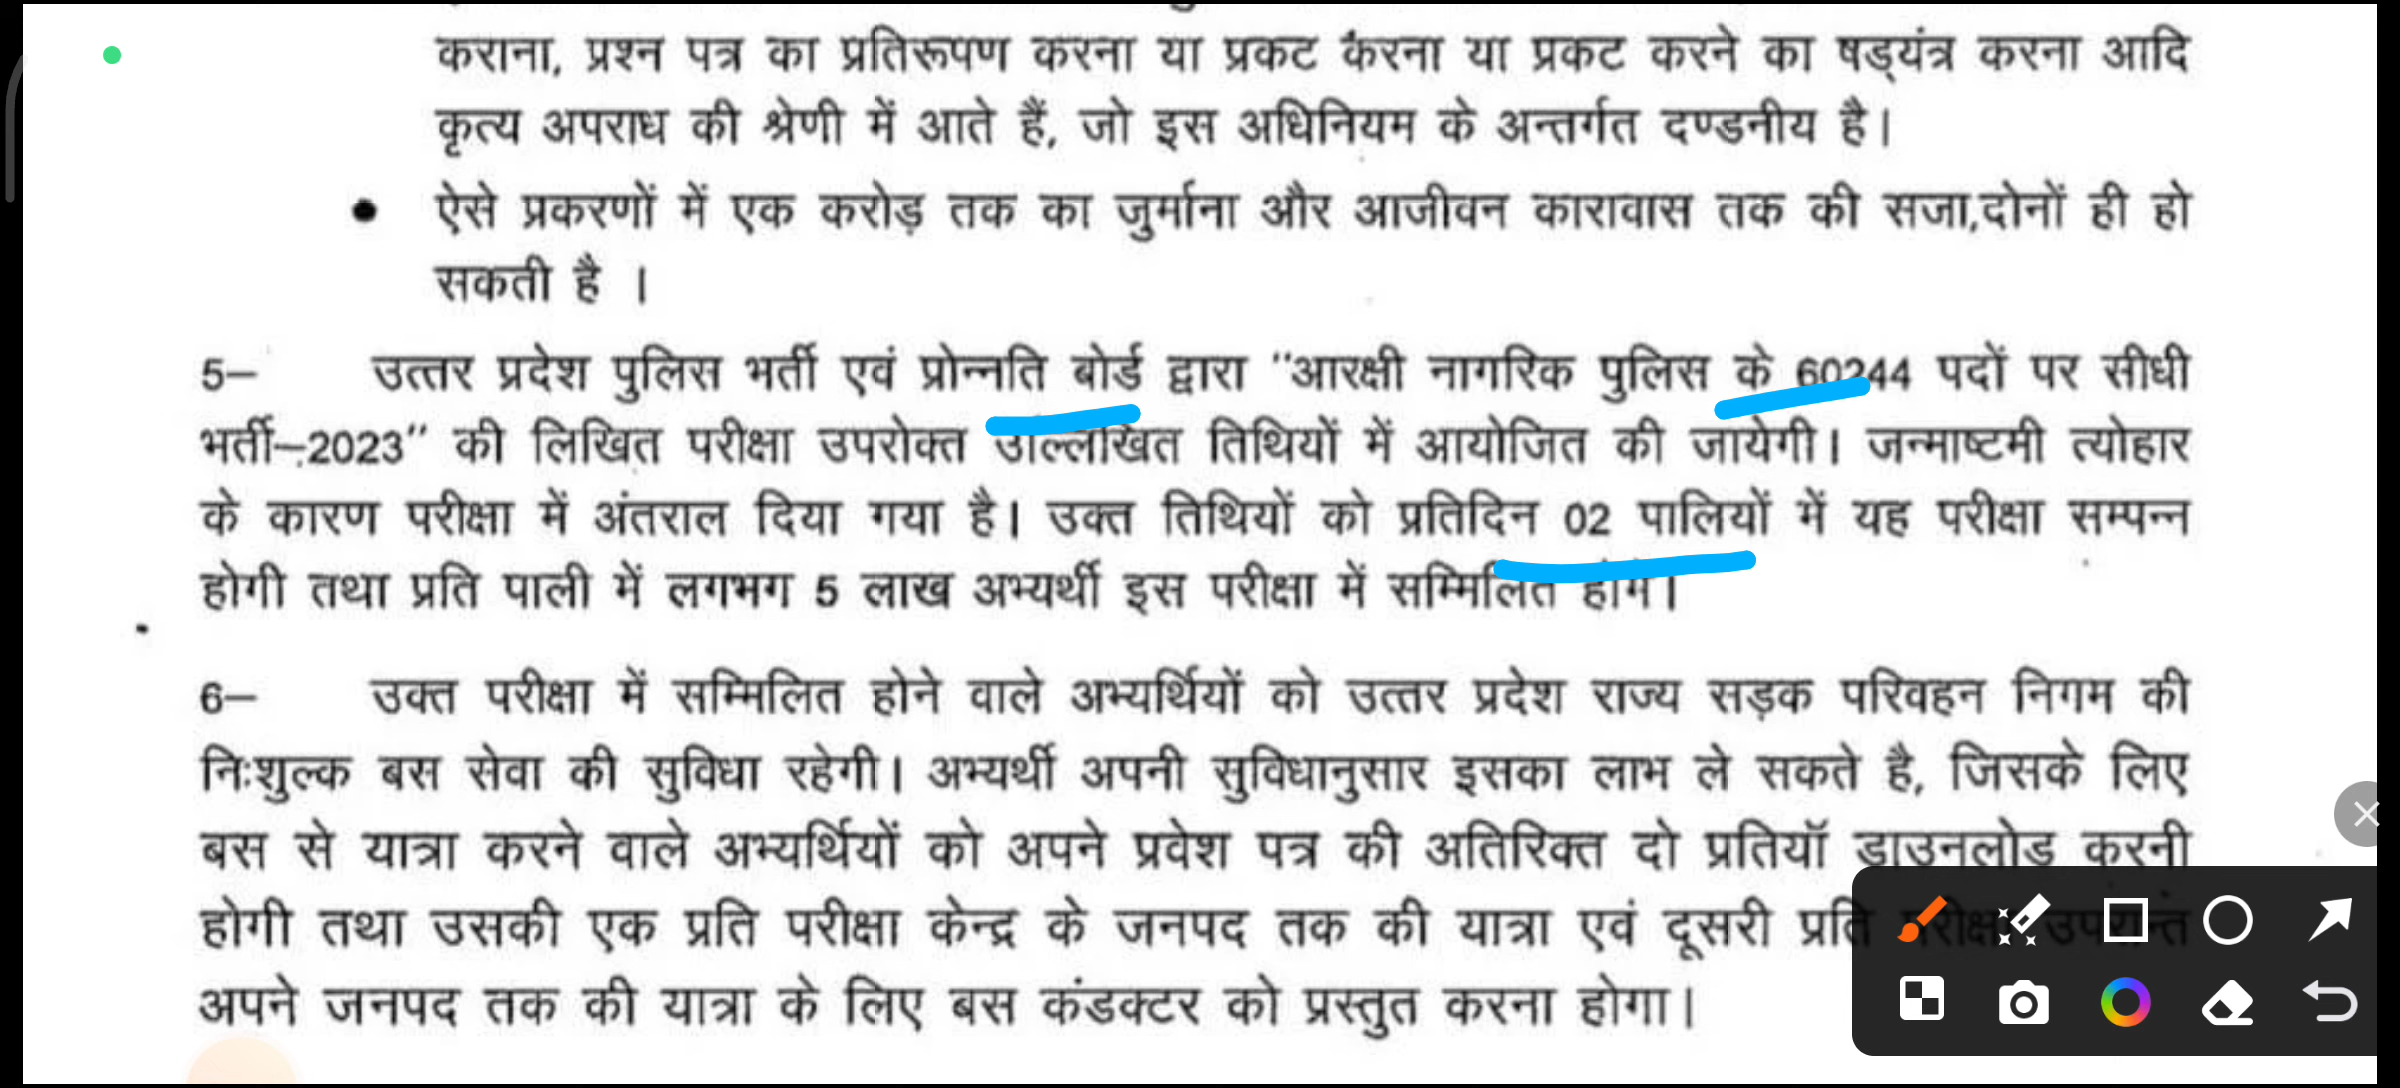 कराना, प्रश्न पत्र का प्रतिरूपण करना या प्रकट करना या प्रकट करने का षड्यंत्र करना आदि
कृत्य अपराध की श्रेणी में आते हैं, जो इस अधिनियम के अन्तर्गत दण्डनीय है।
• ऐसे प्रकरणों में एक करोड़ तक का जुर्माना और आजीवन कारावास तक की सजा,दोनों ही हो
सकती है ।
5– उत्तर प्रदेश पुलिस भर्ती एवं प्रोन्नति बोर्ड द्वारा "आरक्षी नागरिक पुलिस के 60244 पदों पर सीधी
भर्ती–2023" की लिखित परीक्षा उपरोक्त उल्लिखित तिथियों में आयोजित की जायेगी। जन्माष्टमी त्योहार
के कारण परीक्षा में अंतराल दिया गया है। उक्त तिथियों को प्रतिदिन 02 पालियों में यह परीक्षा सम्पन्न
होगी तथा प्रति पाली में लगभग 5 लाख अभ्यर्थी इस परीक्षा में सम्मिलित होंगे।
6– उक्त परीक्षा में सम्मिलित होने वाले अभ्यर्थियों को उत्तर प्रदेश राज्य सड़क परिवहन निगम की
निःशुल्क बस सेवा की सुविधा रहेगी। अभ्यर्थी अपनी सुविधानुसार इसका लाभ ले सकते है, जिसके लिए
बस से यात्रा करने वाले अभ्यर्थियों को अपने प्रवेश पत्र की अतिरिक्त दो प्रतियॉ डाउनलोड करनी
होगी तथा उसकी एक प्रति परीक्षा केन्द्र के जनपद तक की यात्रा एवं दूसरी प्रति परीक्षा उपरान्त
अपने जनपद तक की यात्रा के लिए बस कंडक्टर को प्रस्तुत करना होगा।